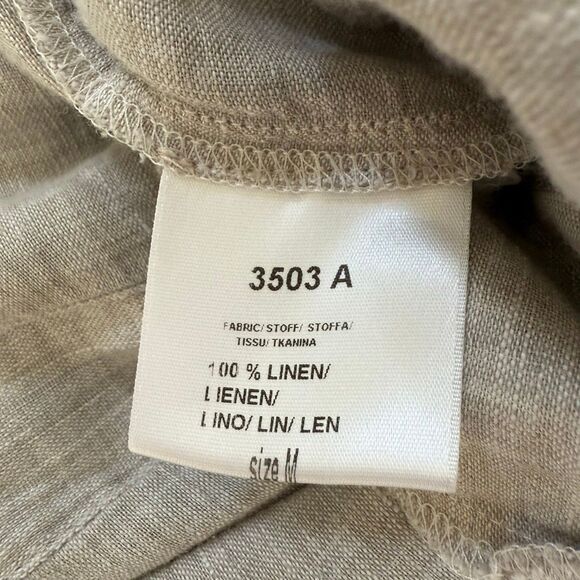 3503 A
FABRIC/ STOFF/ STOFFA/
TISSU/ TKANINA
100 % LINEN/
LIENEN/
LINO/ LIN/ LEN
size M